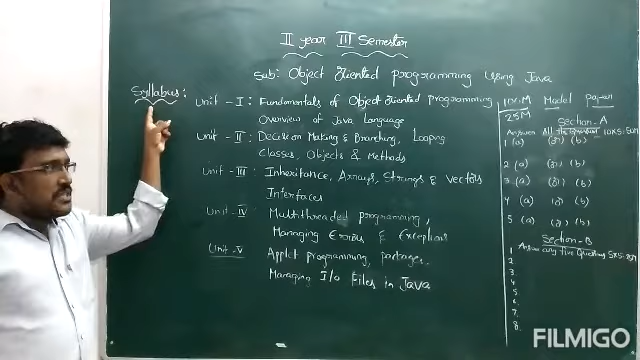 II year III Semester
Sub: Object Oriented programming Using Java
Syllabus:
Unit - I : Fundamentals of Object Oriented programming
Overview of Java Language
Unit - II : Decision Making & Branching, Looping
Classes, Objects & Methods
Unit - III : Inheritance, Arrays, Strings & Vectors
Interfaces
Unit - IV Multithreaded programming,
Managing Errors & Exceptions
Unit - V Applet programming, packages.
Managing I/o Files in Java
Model paper
25M Section - A
Answer All the
1 (a) (or) (b)
2 (a) (or) (b)
3 (a) (or) (b)
4 (a) (or) (b)
5 (a) (or) (b)
Section - B
Answer any five Questions
1
2
3.
4.
5.
6.
7.
8.
FILMIGO